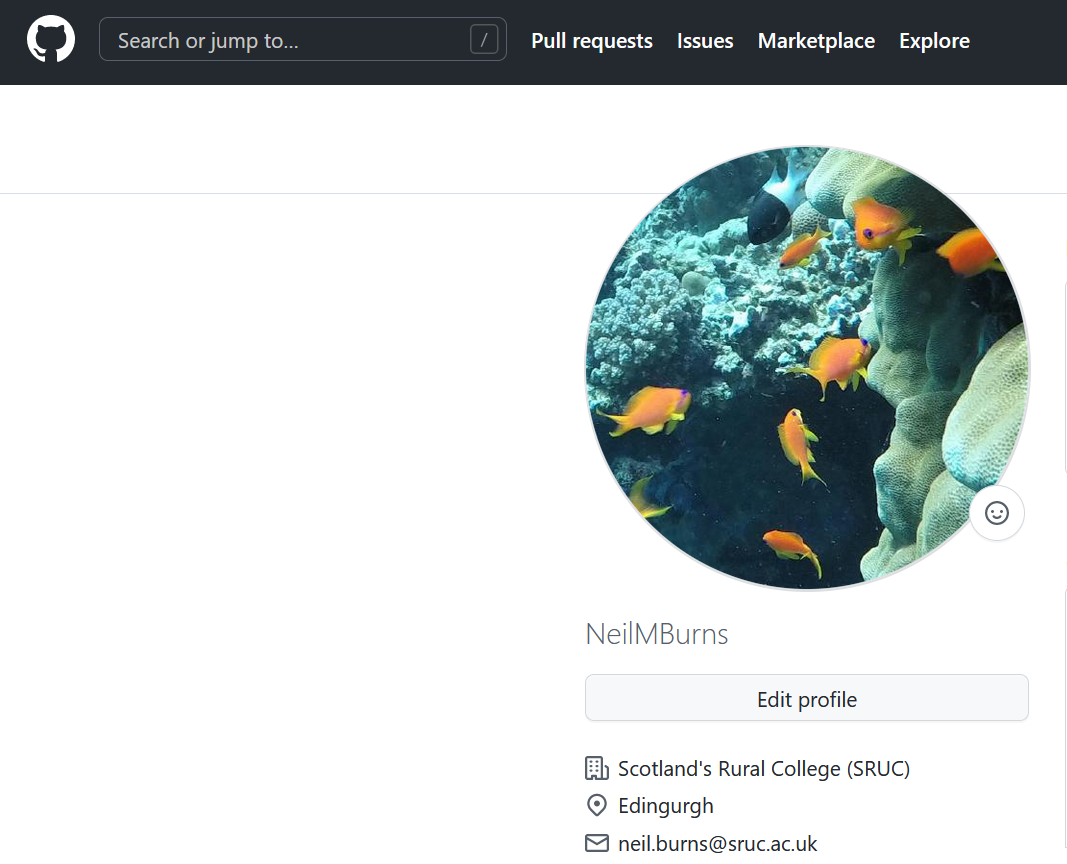 Search or jump to... / Pull requests Issues Marketplace Explore
NeilMBurns
Edit profile
Scotland's Rural College (SRUC)
Edingurgh
neil.burns@sruc.ac.uk